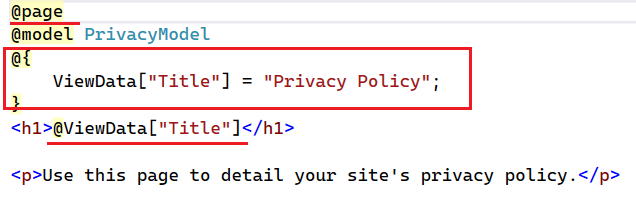 @page
@model PrivacyModel
@{
    ViewData["Title"] = "Privacy Policy";
}
<h1>@ViewData["Title"]</h1>
<p>Use this page to detail your site's privacy policy.</p>